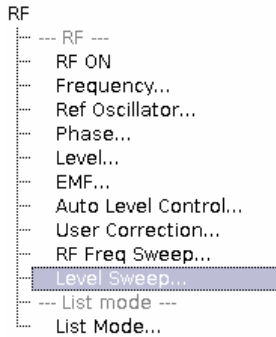 RF
--- RF ---
RF ON
Frequency...
Ref Oscillator...
Phase...
Level...
EMF...
Auto Level Control...
User Correction...
RF Freq Sweep...
Level Sweep...
--- List mode ---
List Mode...